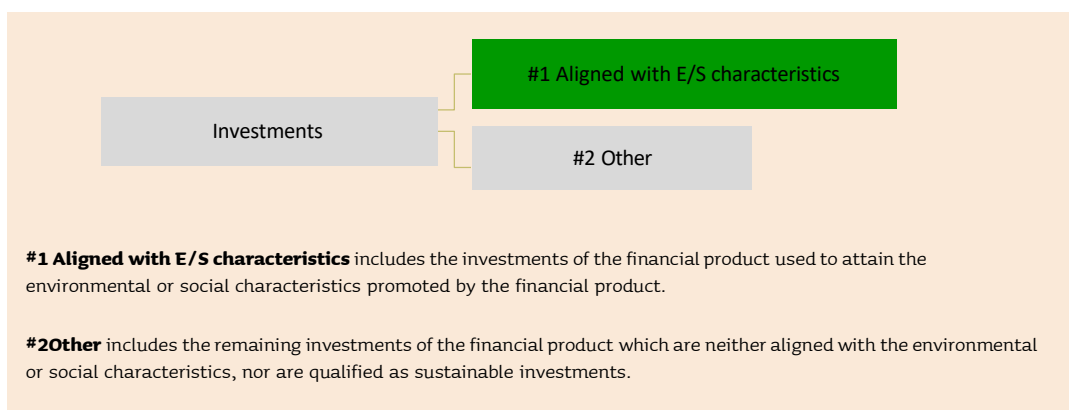 #1 Aligned with E/S characteristics
Investments
#2 Other
#1 Aligned with E/S characteristics includes the investments of the financial product used to attain the
environmental or social characteristics promoted by the financial product.
#2Other includes the remaining investments of the financial product which are neither aligned with the environmental
or social characteristics, nor are qualified as sustainable investments.